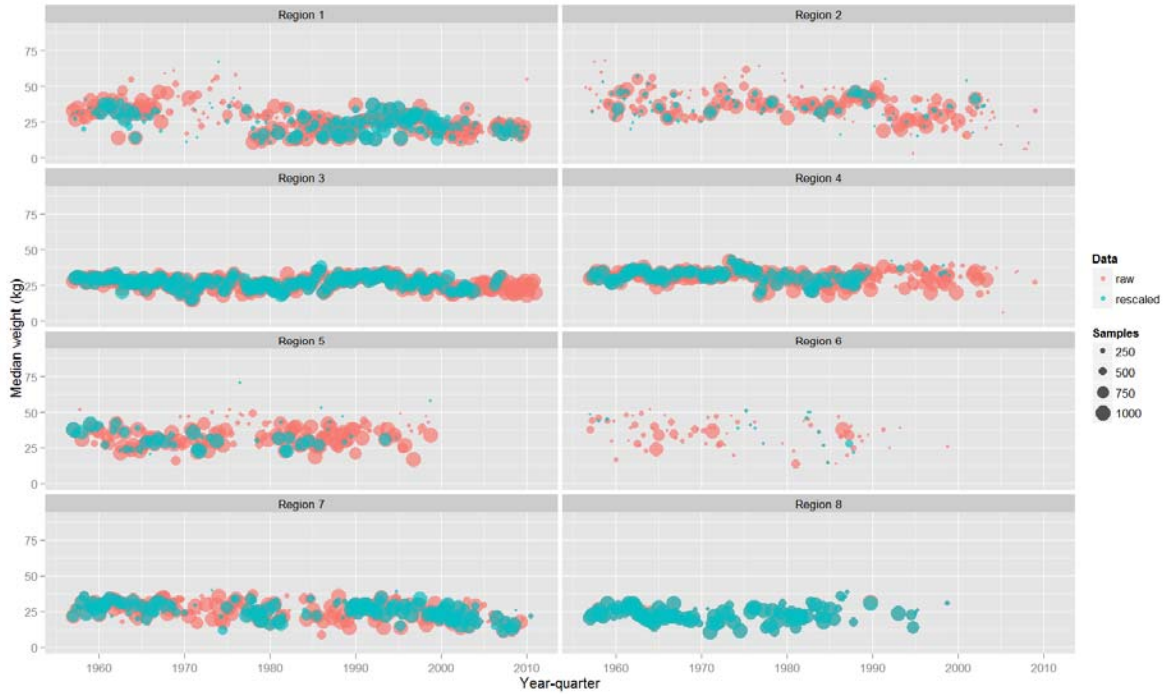 Region 1
Region 2
75
50
25
0
Region 3
Region 4
75
50
25
0
Region 5
Region 6
75
50
25
0
Region 7
Region 8
75
50
25
0
1960 1970 1980 1990 2000 2010
1960 1970 1980 1990 2000 2010
Year-quarter
Median weight (kg)
Data
raw
rescaled
Samples
250
500
750
1000